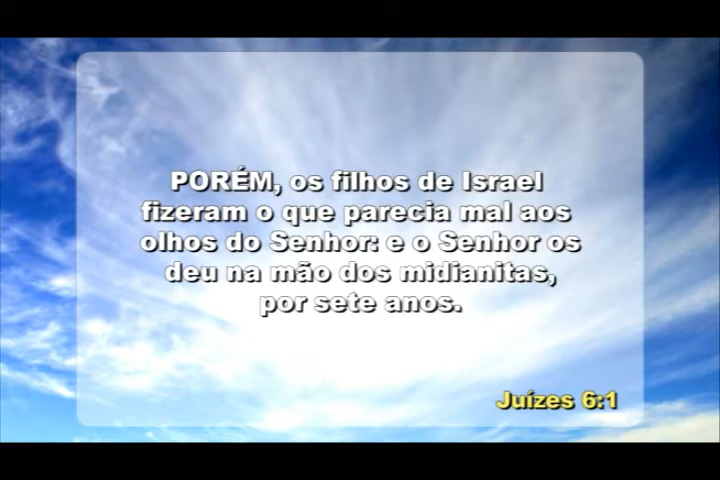 PORÉM, os filhos de Israel
fizeram o que parecia mal aos
olhos do Senhor: e o Senhor os
deu na mão dos midianitas,
por sete anos.
Juízes 6:1